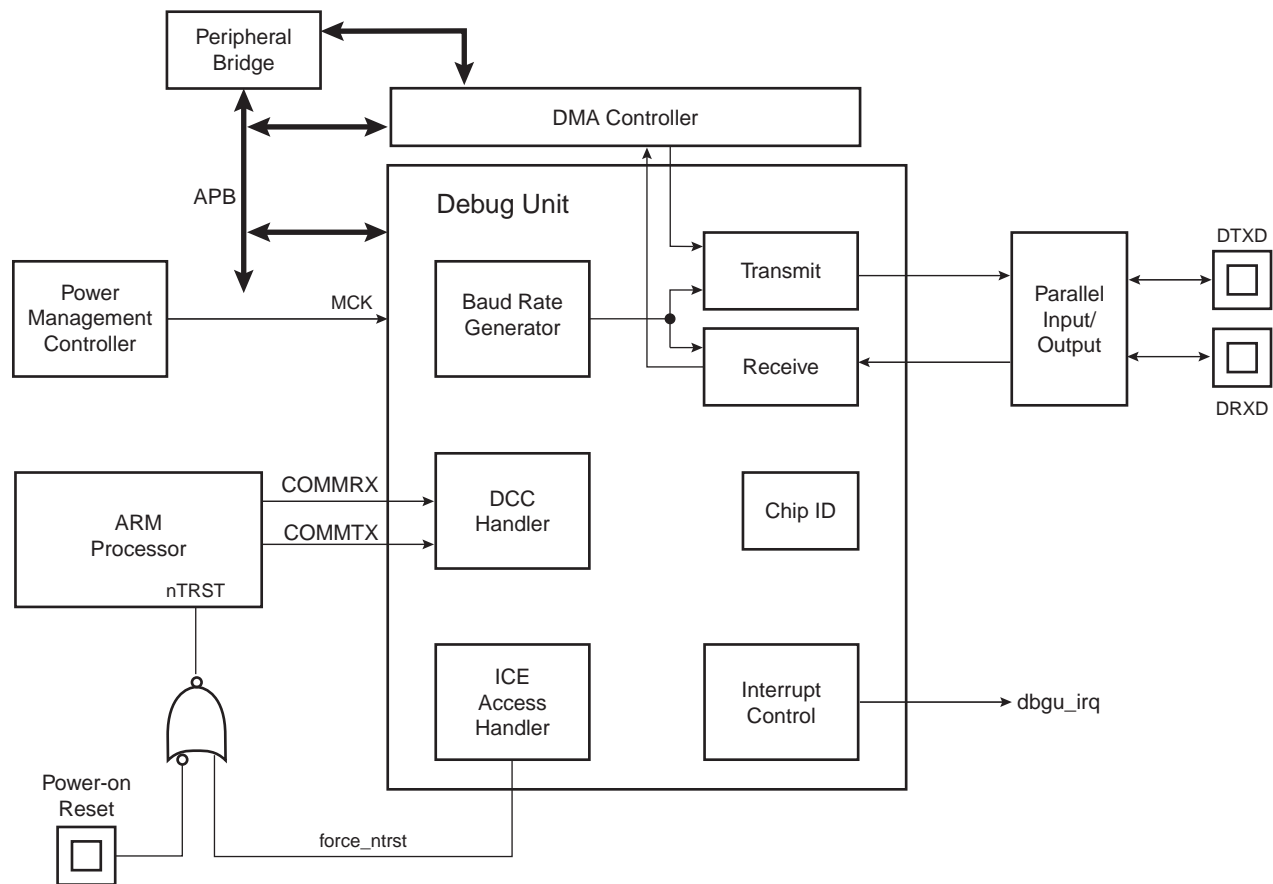 Peripheral
Bridge
DMA Controller
APB
Debug Unit
DTXD
Power
Management
Controller
MCK
Baud Rate
Generator
Transmit
Receive
Parallel
Input/
Output
DRXD
ARM
Processor
nTRST
COMMRX
COMMTX
DCC
Handler
Chip ID
ICE
Access
Handler
Interrupt
Control
dbgu_irq
Power-on
Reset
force_ntrst